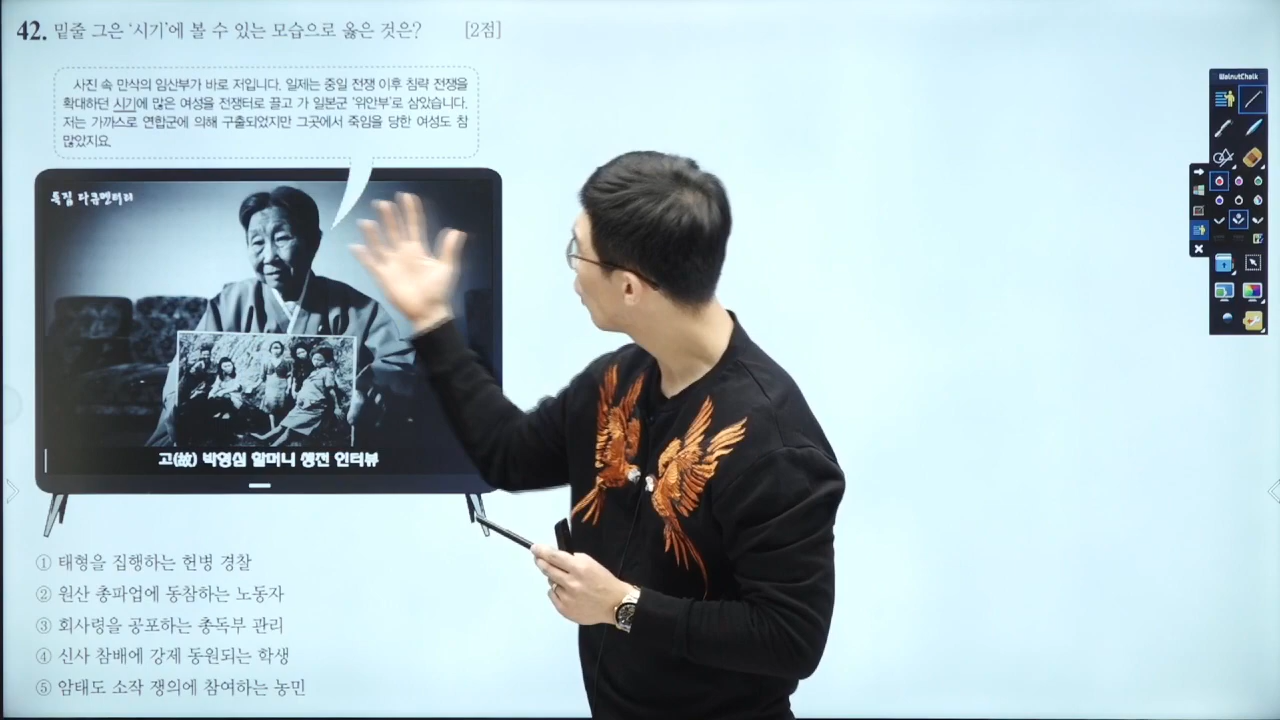 42. 밑줄 그은 '시기'에 볼 수 있는 모습으로 옳은 것은? [2점]
사진 속 만삭의 임산부가 바로 저입니다. 일제는 중일 전쟁 이후 침략 전쟁을
확대하던 시기에 많은 여성을 전쟁터로 끌고 가 일본군 '위안부'로 삼았습니다.
저는 가까스로 연합군에 의해 구출되었지만 그곳에서 죽임을 당한 여성도 참
많았지요.
특집 다큐멘터리
고(故) 박영심 할머니 생전 인터뷰
① 태형을 집행하는 헌병 경찰
② 원산 총파업에 동참하는 노동자
③ 회사령을 공포하는 총독부 관리
④ 신사 참배에 강제 동원되는 학생
⑤ 암태도 소작 쟁의에 참여하는 농민
WalnutChalk